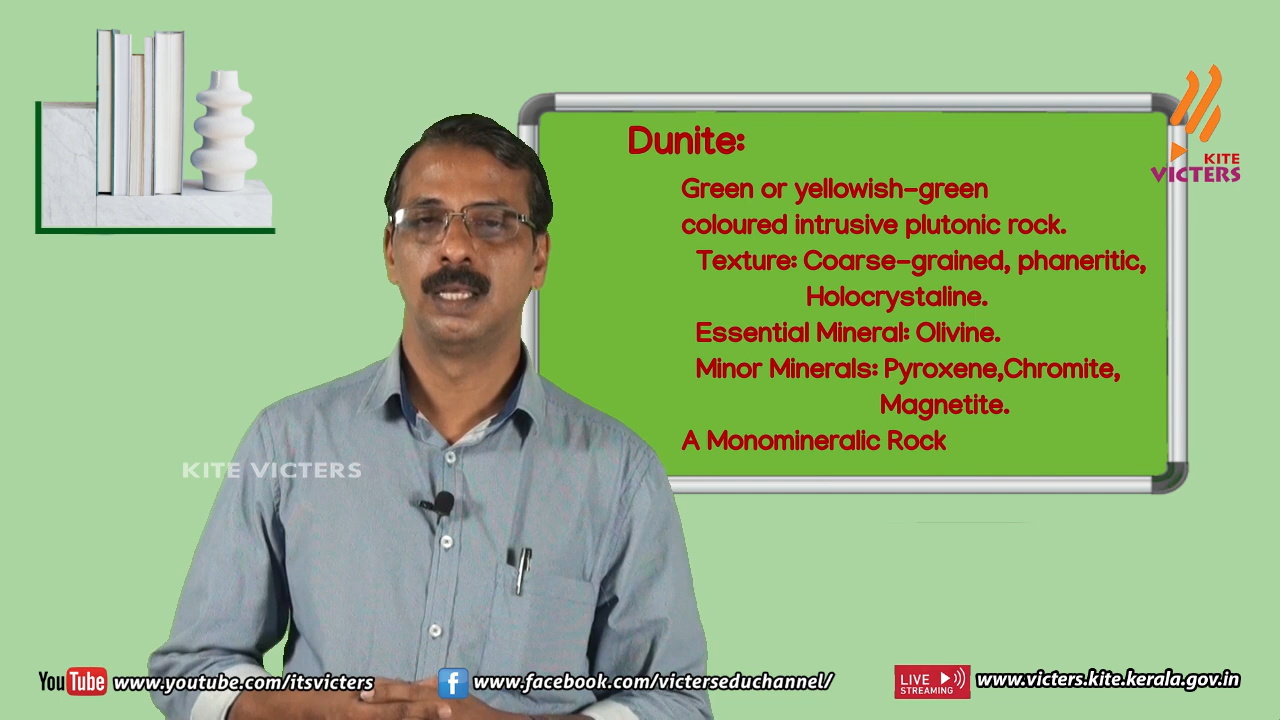 Dunite:
Green or yellowish-green
coloured intrusive plutonic rock.
Texture: Coarse-grained, phaneritic,
Holocrystaline.
Essential Mineral: Olivine.
Minor Minerals: Pyroxene,Chromite,
Magnetite.
A Monomineralic Rock
KITE
VICTERS
KITE VICTERS
YouTube www.youtube.com/itsvicters
f www.facebook.com/victerseduchannel/
LIVE
STREAMING
www.victers.kite.kerala.gov.in